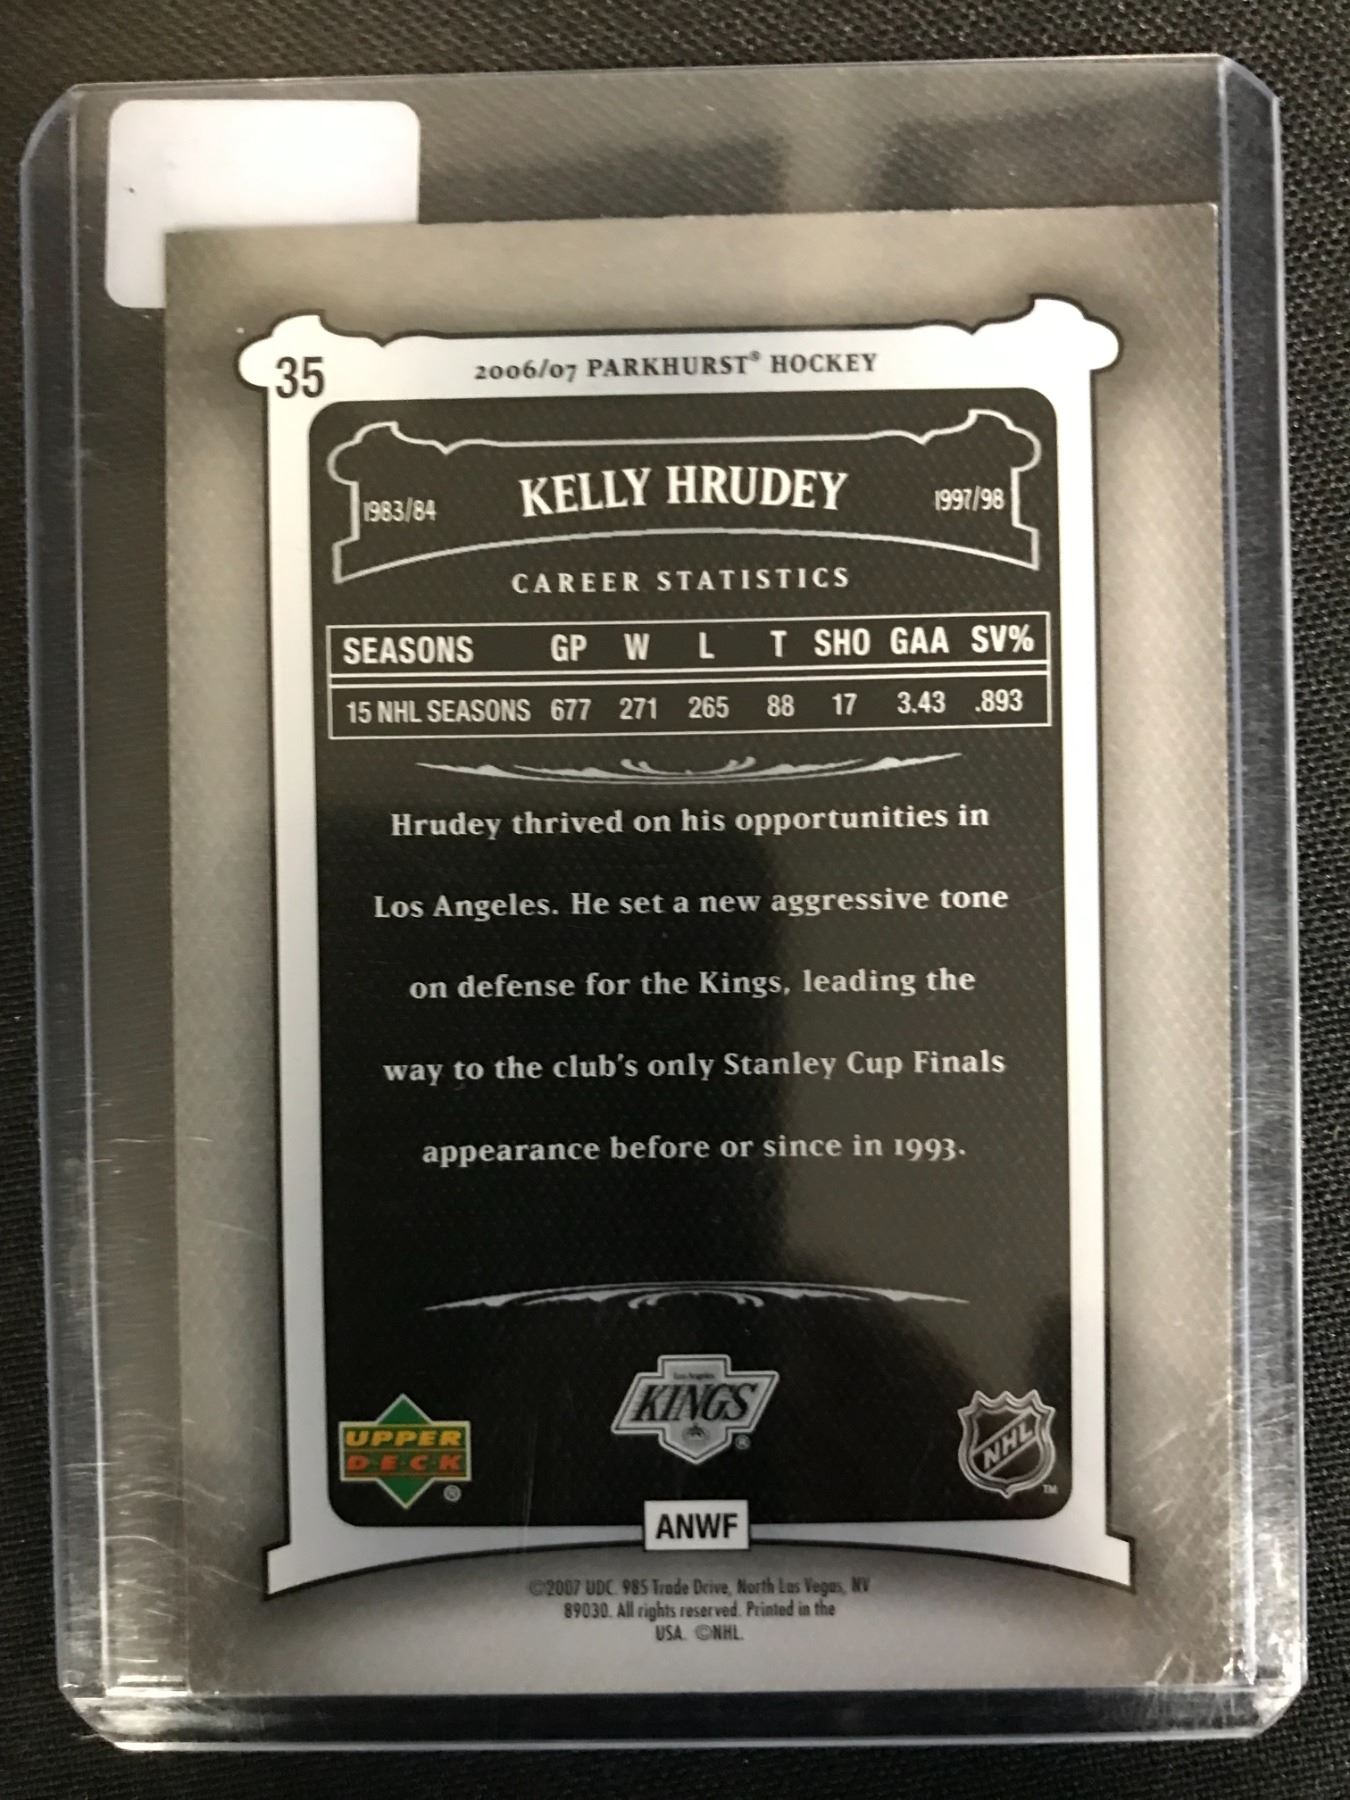 35
2006/07 PARKHURST® HOCKEY
1983/84 KELLY HRUDEY 1997/98
CAREER STATISTICS
SEASONS GP W L T SHO GAA SV%
15 NHL SEASONS 677 271 265 88 17 3.43 .893
Hrudey thrived on his opportunities in
Los Angeles. He set a new aggressive tone
on defense for the Kings, leading the
way to the club's only Stanley Cup Finals
appearance before or since in 1993.
Los Angeles
KINGS ®
UPPER
DECK ®
NHL TM
ANWF
©2007 UDC. 985 Trade Drive, North Las Vegas, NV
89030. All rights reserved. Printed in the
USA. ©NHL.